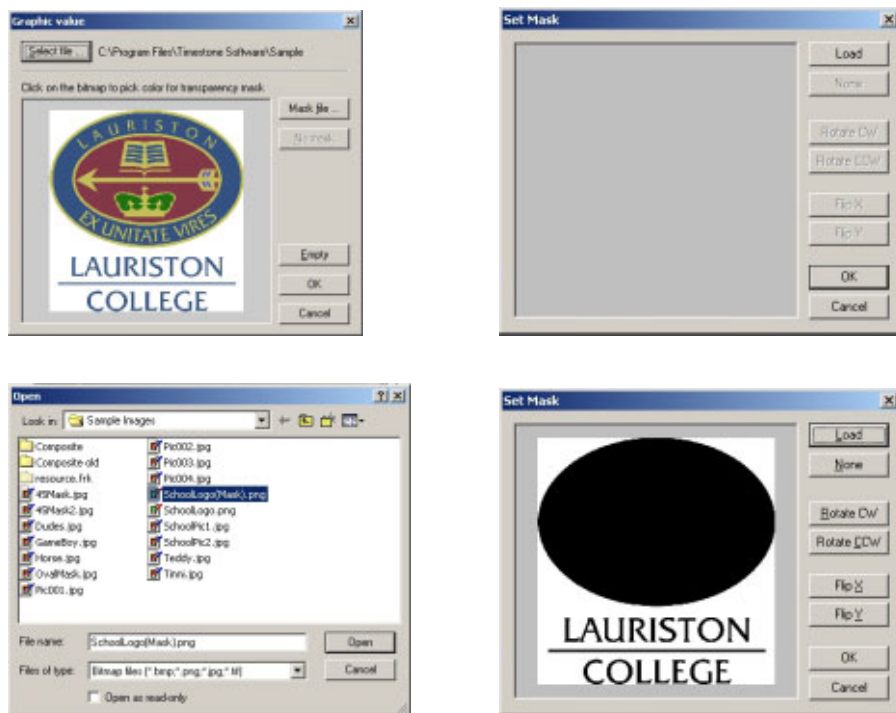 Graphic value
Select file ... C:\Program Files\Timestone Software\Sample
Click on the bitmap to pick color for transparency mask
LAURISTON
EX UNITATE VIRES
LAURISTON
COLLEGE
Mask file ...
No mask
Empty
OK
Cancel
Set Mask
Load
None
Rotate CW
Rotate CCW
Flip X
Flip Y
OK
Cancel
Open
Look in: Sample Images
Composite
Composite old
resource.frk
4SMask.jpg
4SMask2.jpg
Dudes.jpg
GameBoy.jpg
Horse.jpg
OvalMask.jpg
Pic001.jpg
Pic002.jpg
Pic003.jpg
Pic004.jpg
SchoolLogo(Mask).png
SchoolLogo.png
SchoolPic1.jpg
SchoolPic2.jpg
Teddy.jpg
Tinni.jpg
File name: SchoolLogo(Mask).png Open
Files of type: Bitmap files (*.bmp;*.png;*.jpg;*.tif) Cancel
Open as read-only
Set Mask
LAURISTON
COLLEGE
Load
None
Rotate CW
Rotate CCW
Flip X
Flip Y
OK
Cancel